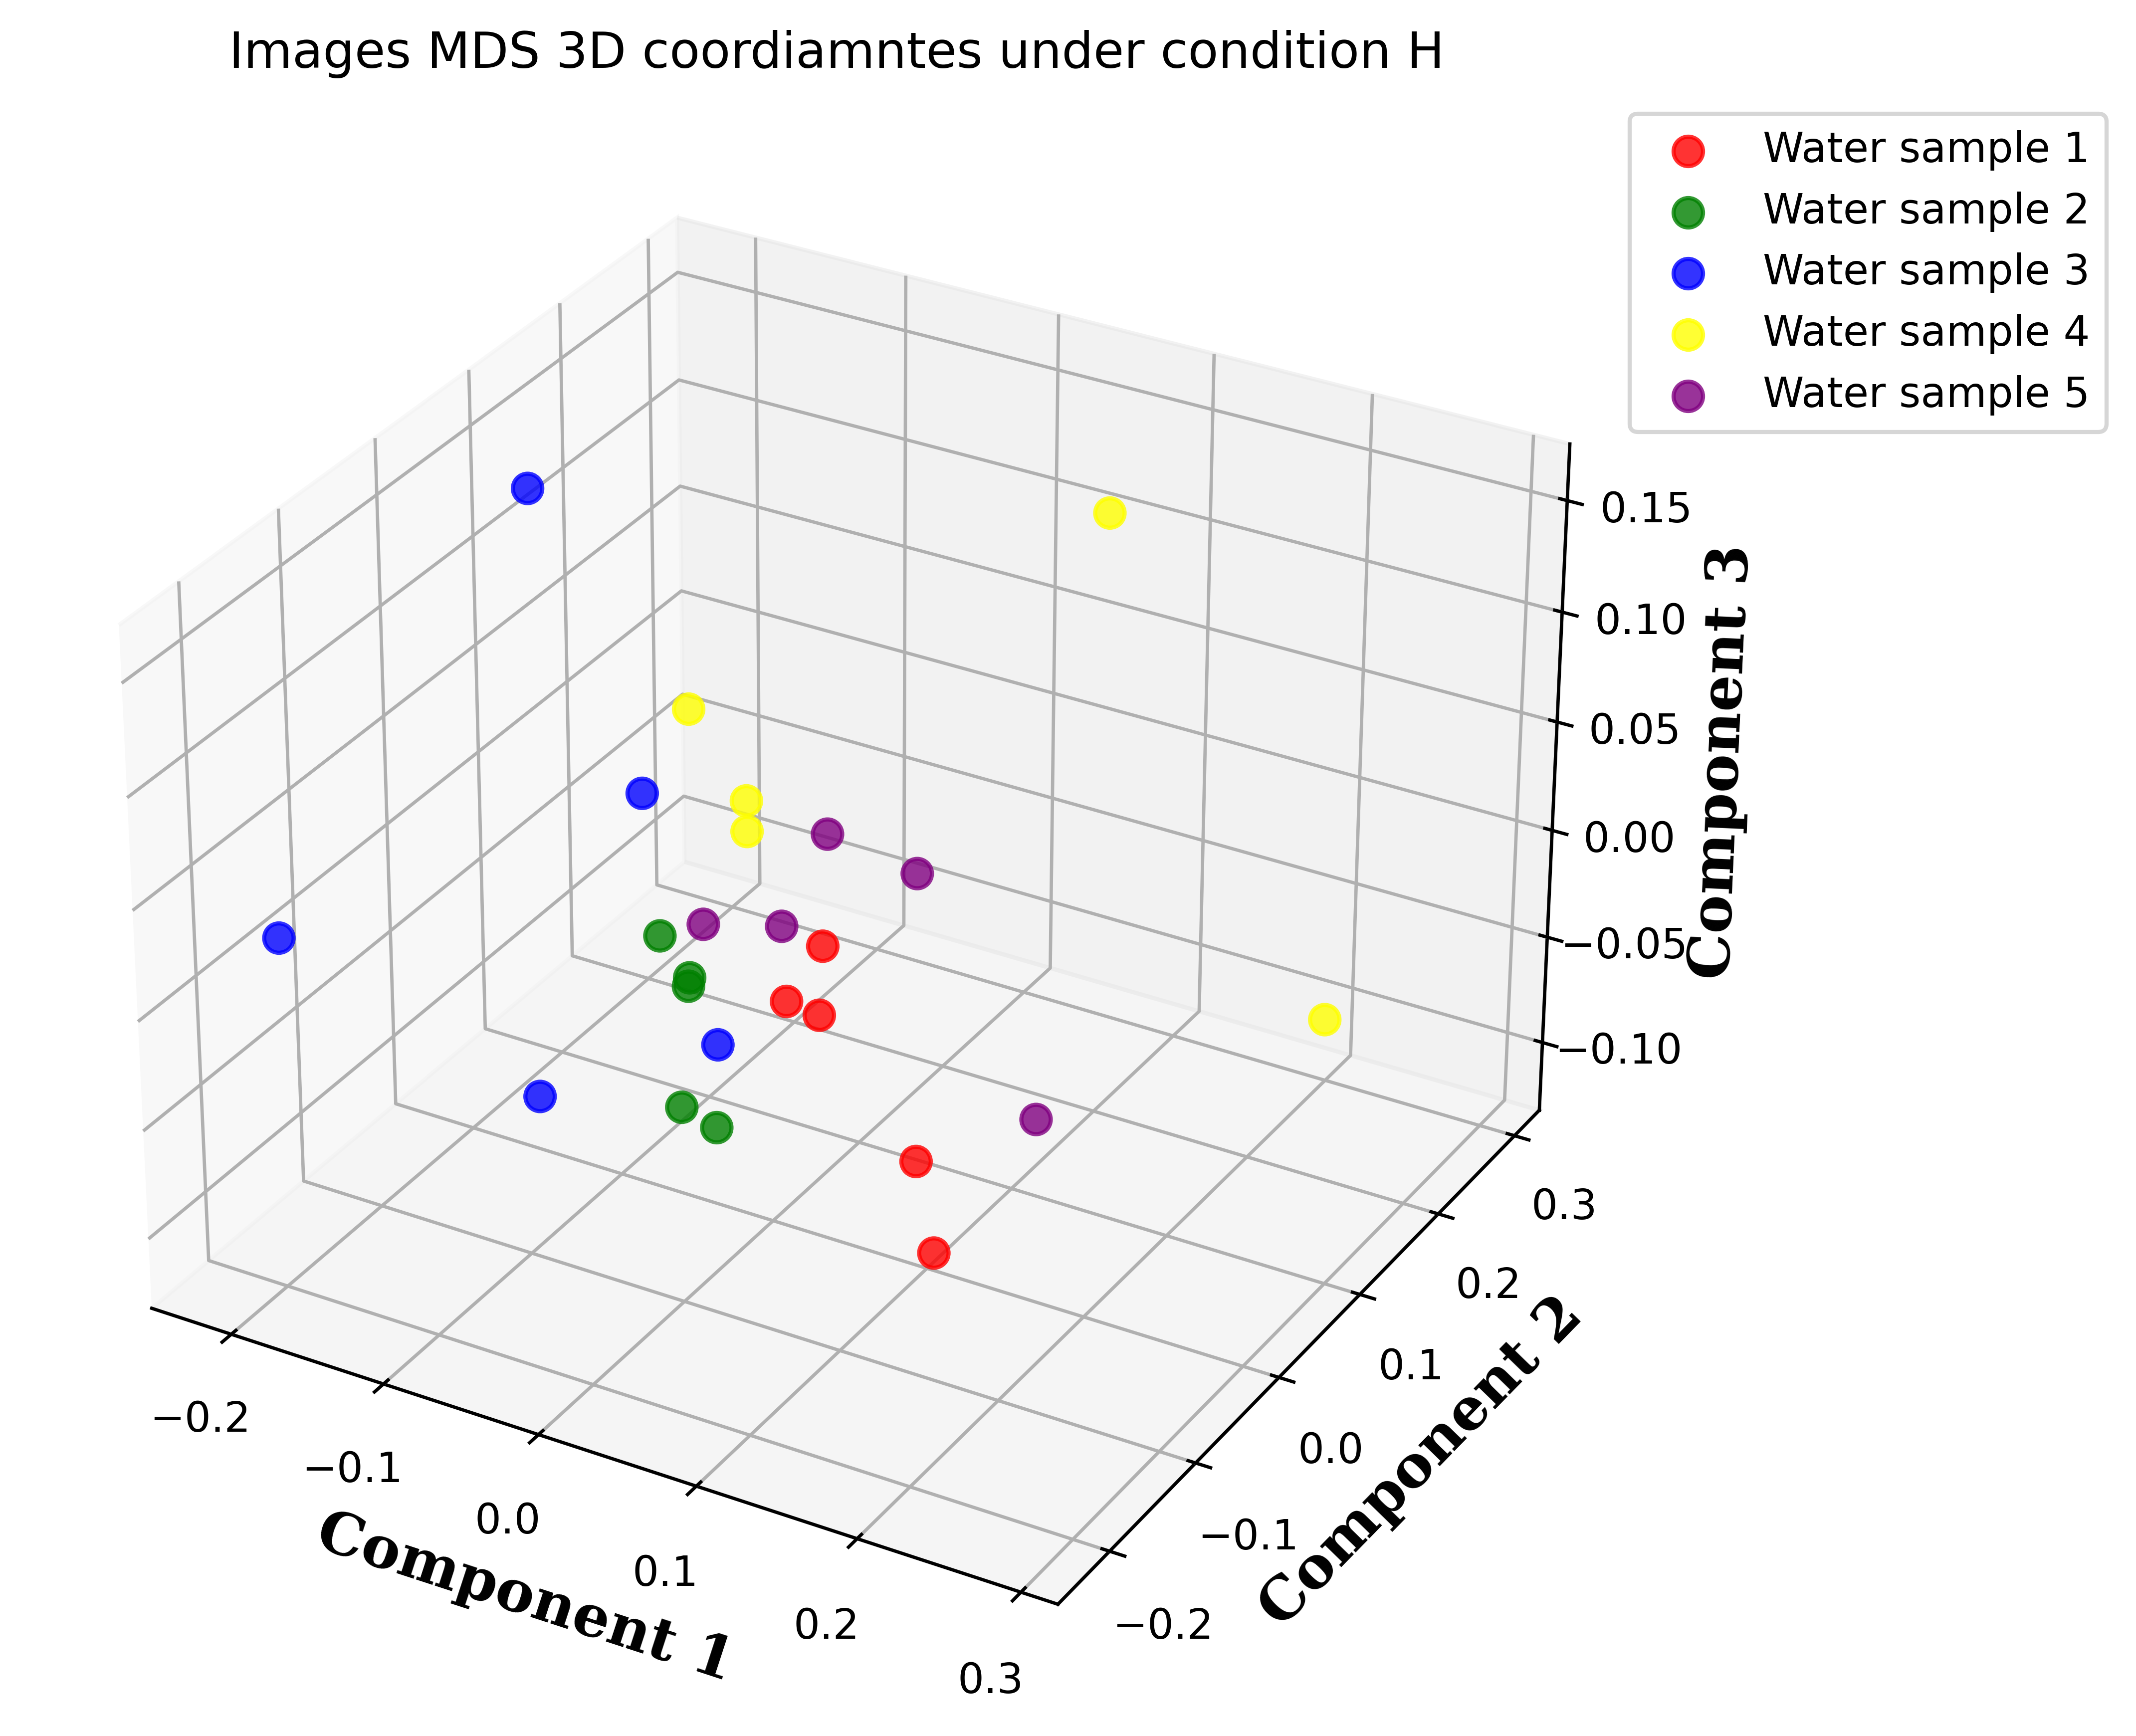 Images MDS 3D coordiamntes under condition H
Water sample 1
Water sample 2
Water sample 3
Water sample 4
Water sample 5
0.15
0.10
0.05
0.00
−0.05
−0.10
Component 3
0.3
0.2
0.1
0.0
−0.1
−0.2
Component 2
−0.2
−0.1
0.0
0.1
0.2
0.3
Component 1